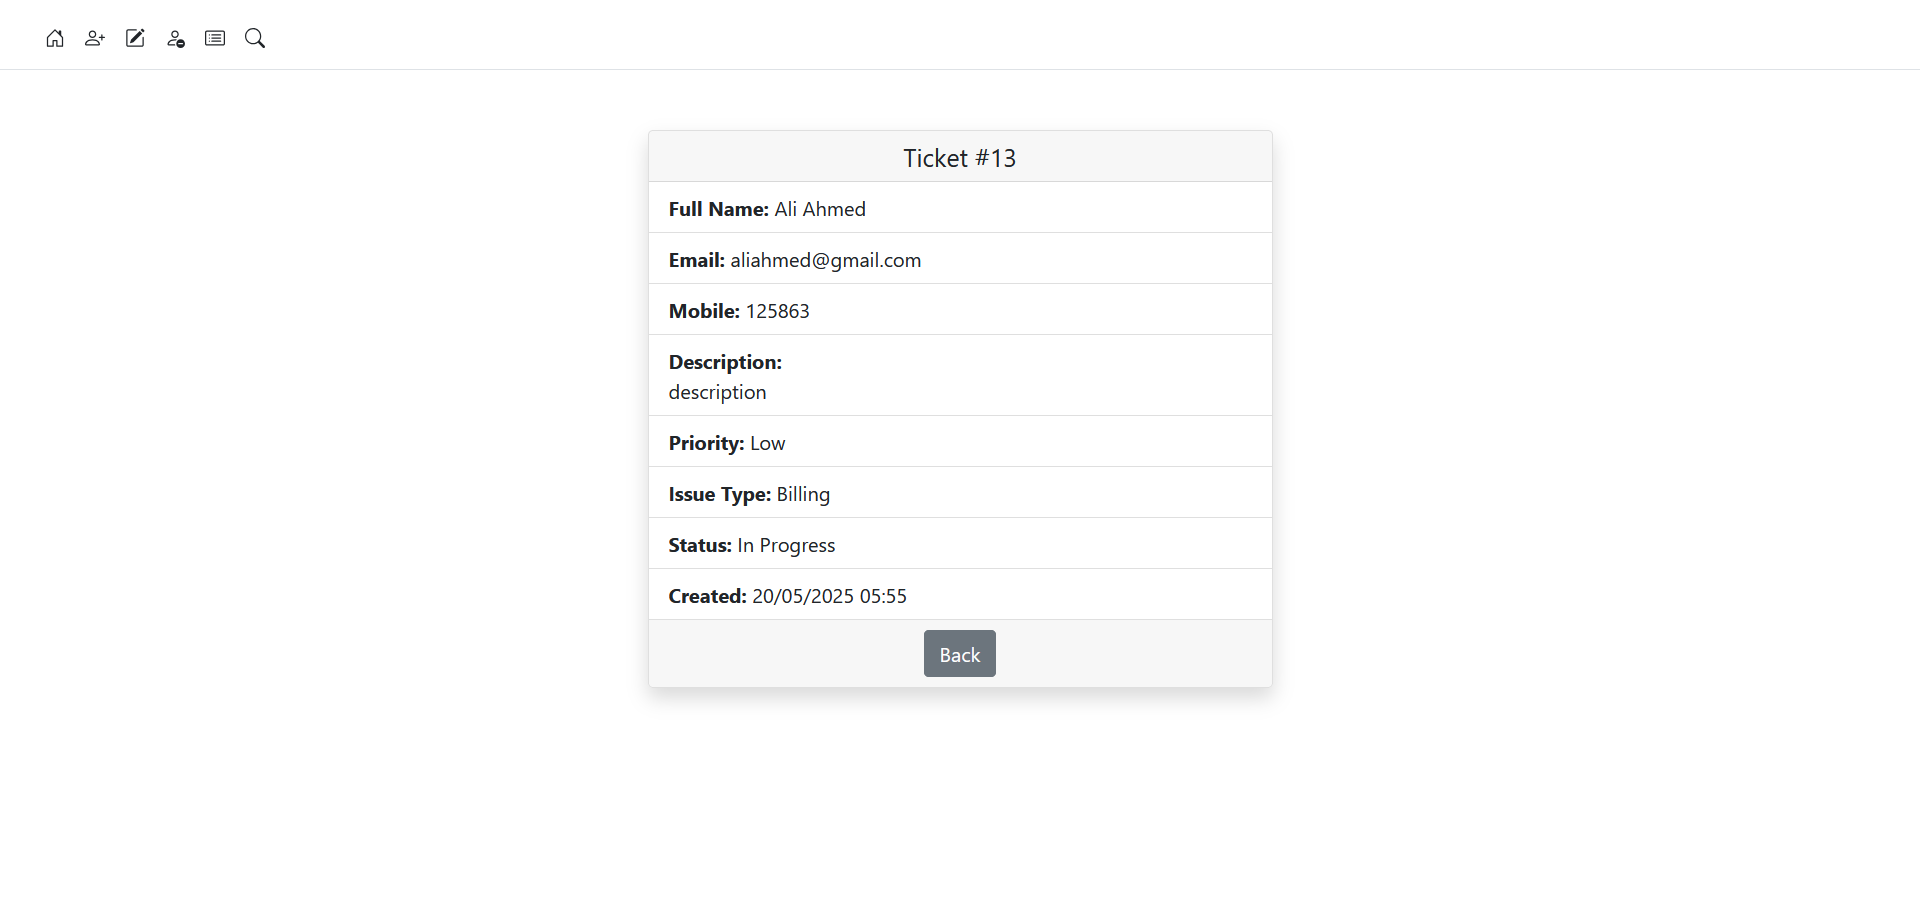 Ticket #13
Full Name: Ali Ahmed
Email: aliahmed@gmail.com
Mobile: 125863
Description:
description
Priority: Low
Issue Type: Billing
Status: In Progress
Created: 20/05/2025 05:55
Back